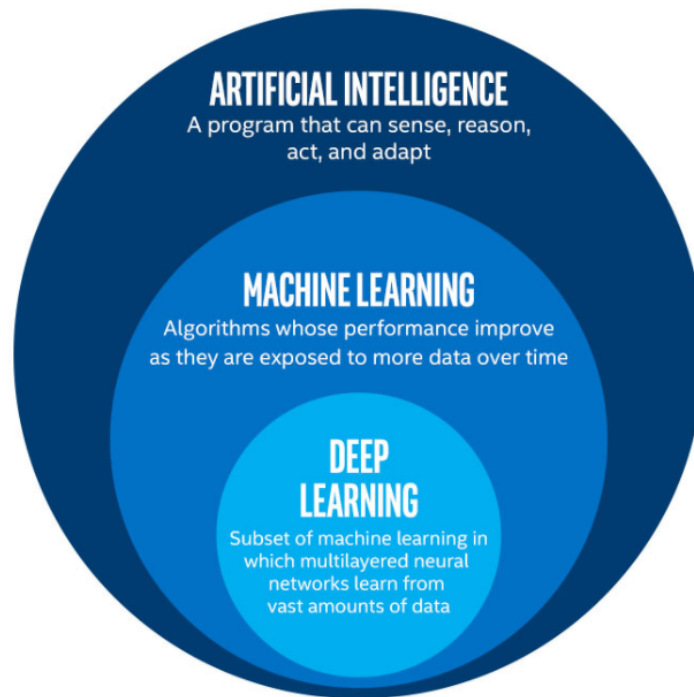 ARTIFICIAL INTELLIGENCE
A program that can sense, reason,
act, and adapt
MACHINE LEARNING
Algorithms whose performance improve
as they are exposed to more data over time
DEEP
LEARNING
Subset of machine learning in
which multilayered neural
networks learn from
vast amounts of data